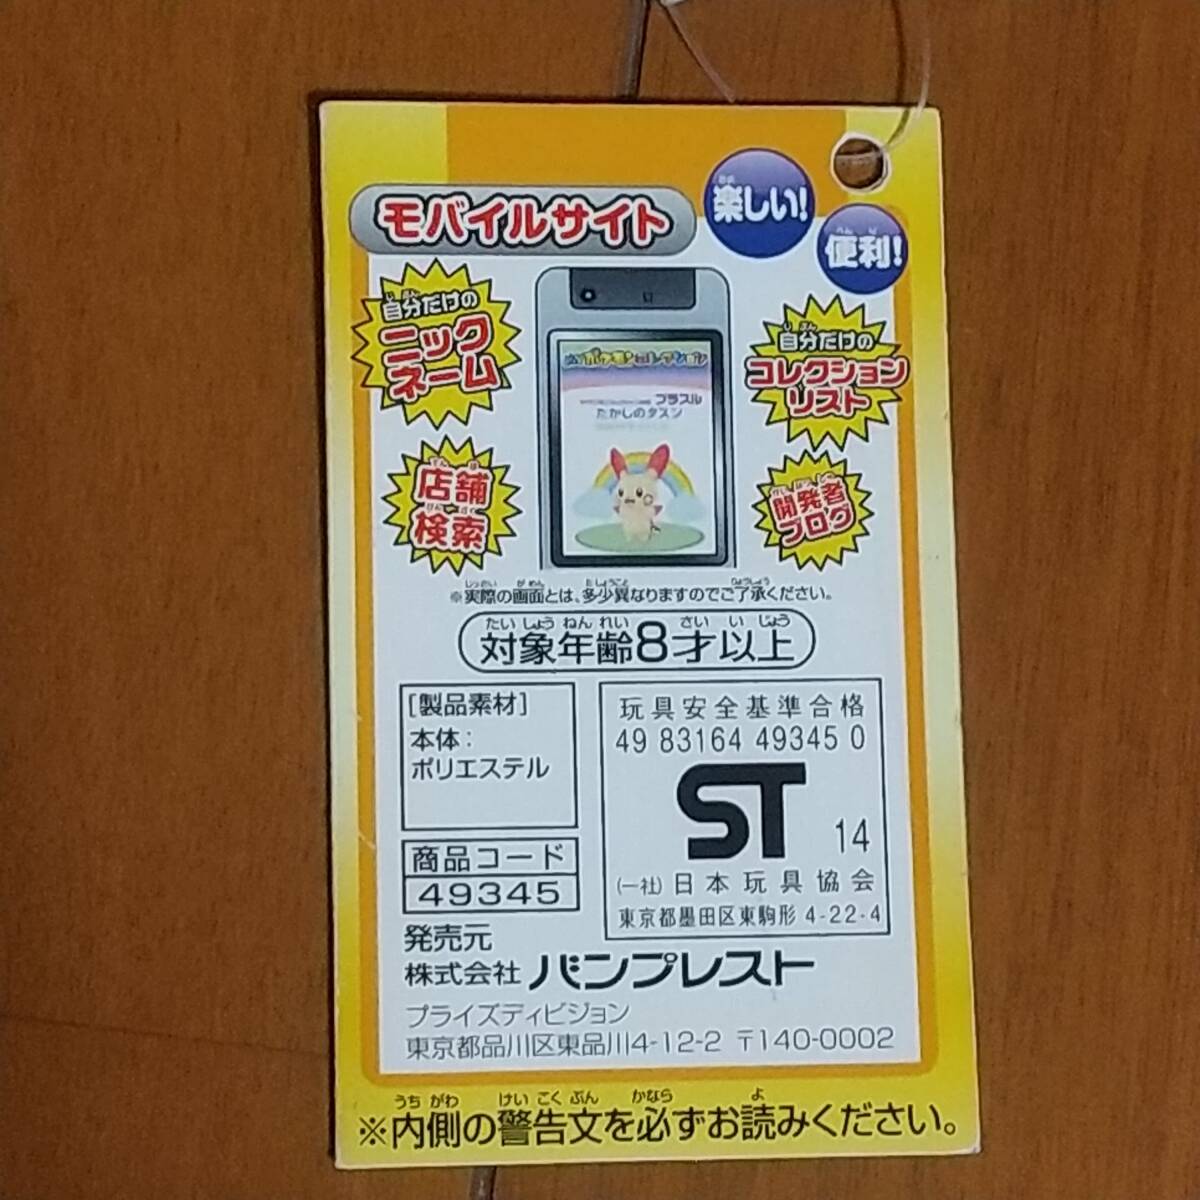 モバイルサイト
楽しい!
便利!
自分だけの
ニック
ネーム
自分だけの
コレクション
リスト
店舗
検索
開発者
ブログ
プラスル
たかしのタスン
※実際の画面とは、多少異なりますのでご了承ください。
対象年齢8才以上
[製品素材]
本体:
ポリエステル
商品コード
49345
玩具安全基準合格
49 83164 49345 0
ST 14
(一社)日本玩具協会
東京都墨田区東駒形 4-22-4
発売元
株式会社 バンプレスト
プライズディビジョン
東京都品川区東品川4-12-2 〒140-0002
※内側の警告文を必ずお読みください。